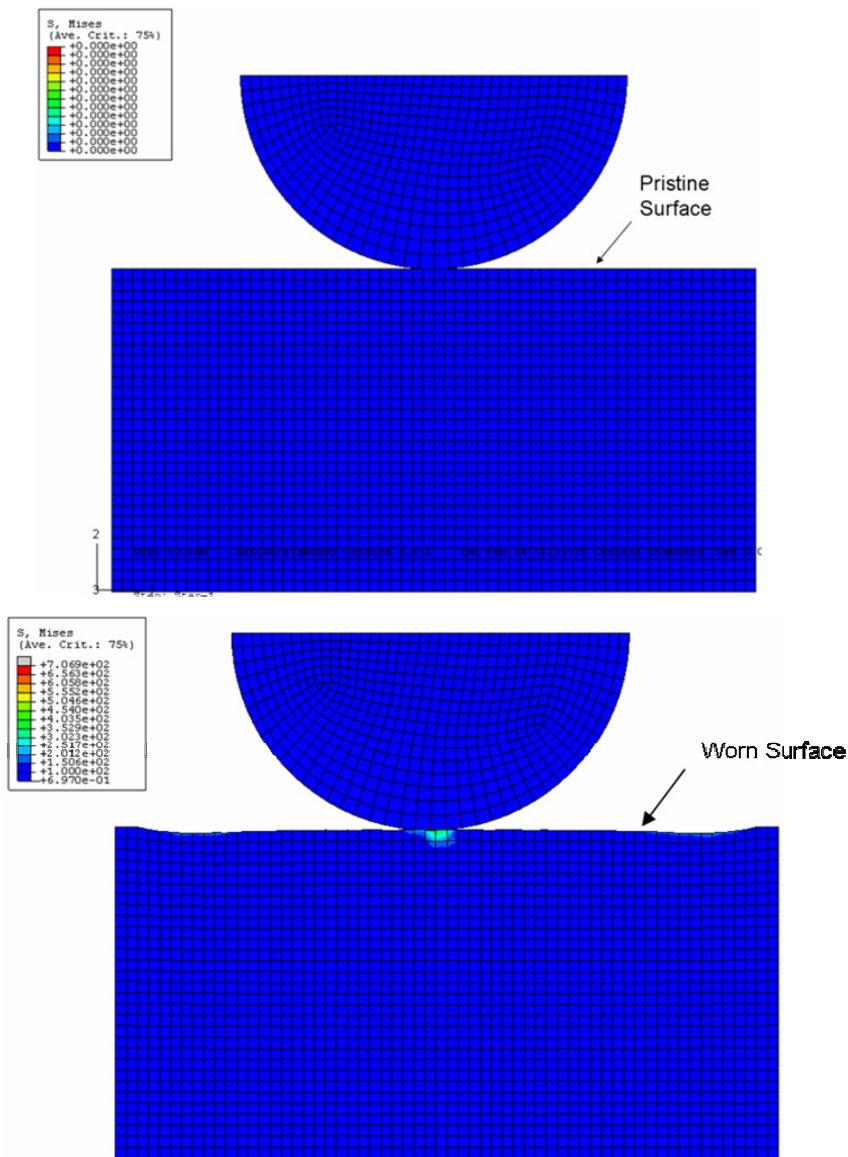 S, Mises
(Ave. Crit.: 75%)
+0.000e+00
+0.000e+00
+0.000e+00
+0.000e+00
+0.000e+00
+0.000e+00
+0.000e+00
+0.000e+00
+0.000e+00
+0.000e+00
+0.000e+00
+0.000e+00
+0.000e+00
Pristine
Surface
2
3
Step: Step-1
S, Mises
(Ave. Crit.: 75%)
+7.069e+02
+6.563e+02
+6.058e+02
+5.552e+02
+5.046e+02
+4.540e+02
+4.035e+02
+3.529e+02
+3.023e+02
+2.517e+02
+2.012e+02
+1.506e+02
+1.000e+02
+6.970e-01
Worn Surface